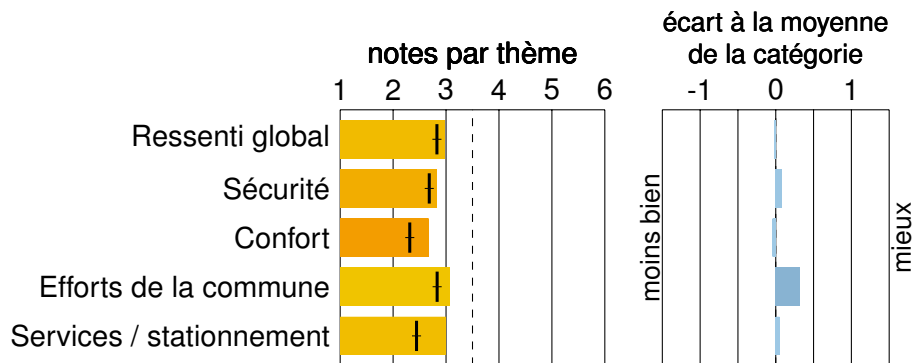 notes par thème
1 2 3 4 5 6
écart à la moyenne
de la catégorie
-1 0 1
Ressenti global
Sécurité
Confort
Efforts de la commune
Services / stationnement
moins bien
mieux